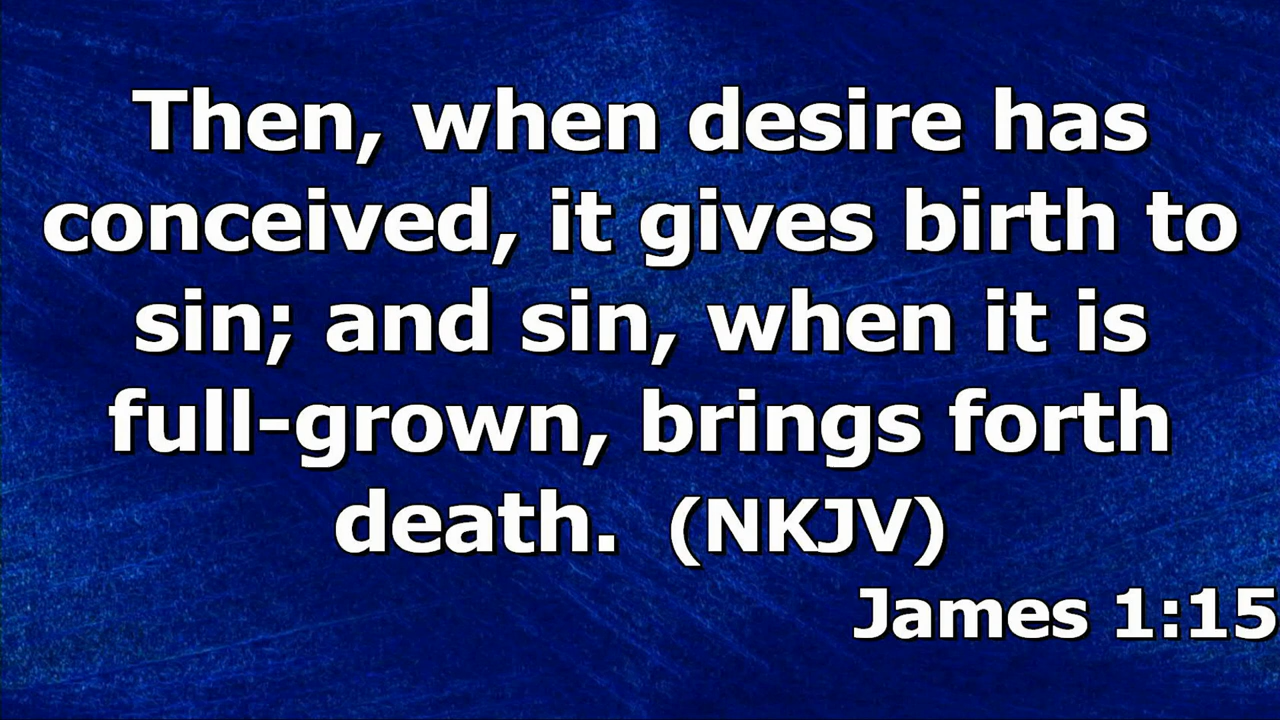 Then, when desire has
conceived, it gives birth to
sin; and sin, when it is
full-grown, brings forth
death. (NKJV)
James 1:15